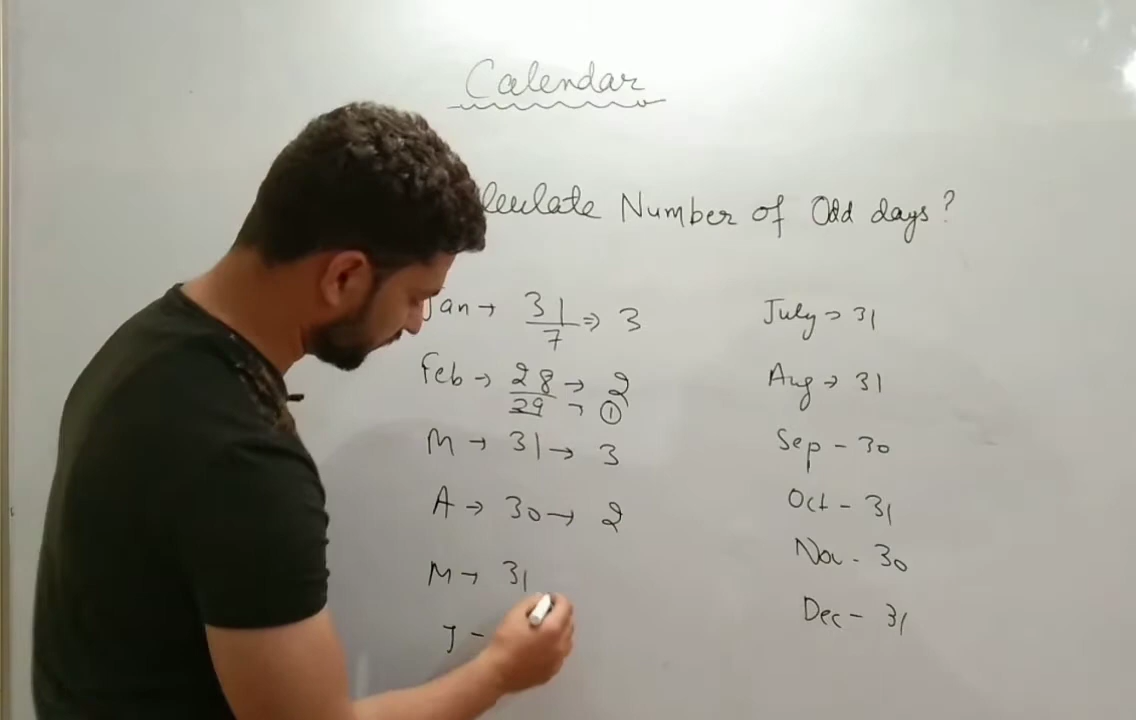 Calendar
lculate Number of Odd days?
Jan → 31/7 ⇒ 3
Feb → 28 → 2
29 → 1
M → 31 → 3
A → 30 → 2
M → 31
J -
July → 31
Aug → 31
Sep - 30
Oct - 31
Nov - 30
Dec - 31